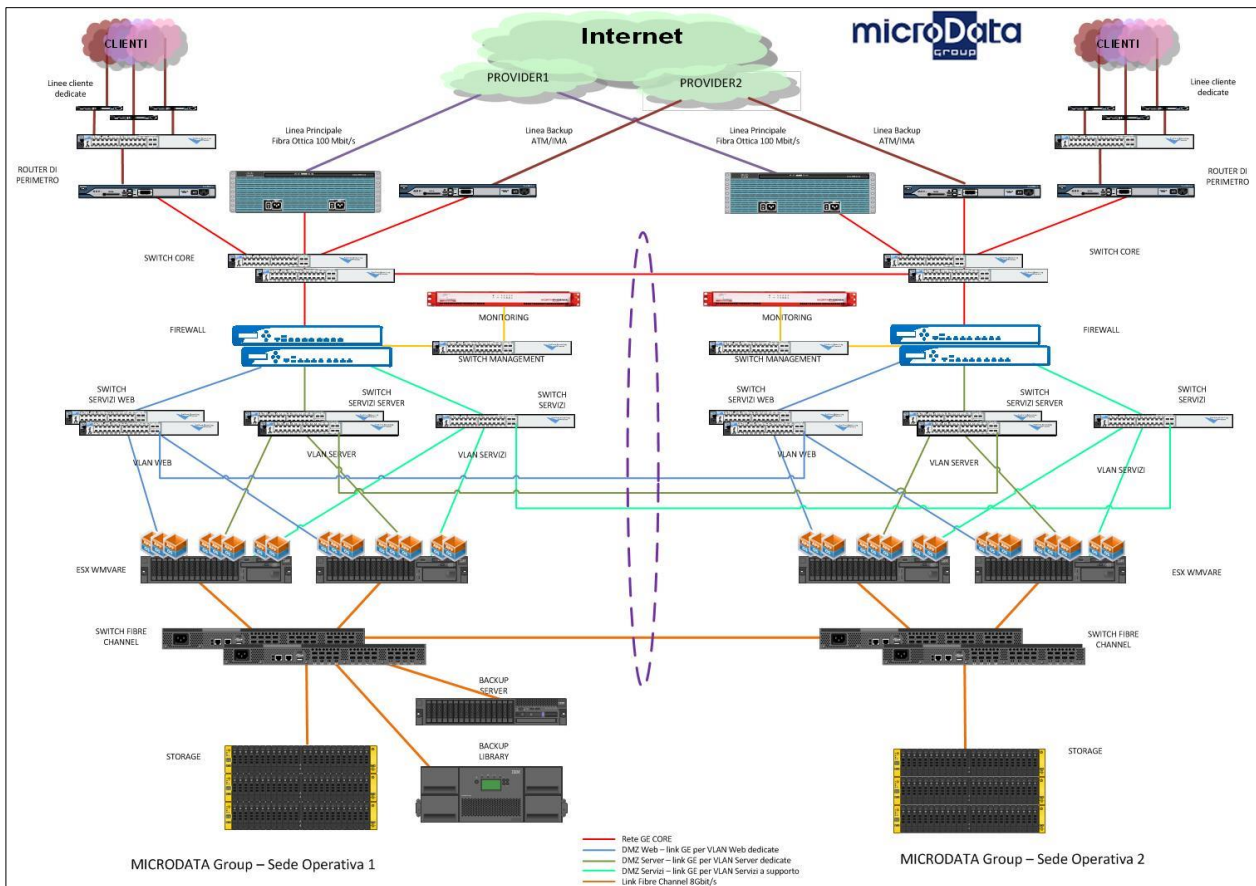 CLIENTI
Internet
microData
group
CLIENTI
PROVIDER1
PROVIDER2
Linee cliente
dedicate
Linee cliente
dedicate
Linea Principale
Fibra Ottica 100 Mbit/s
Linea Backup
ATM/IMA
Linea Principale
Fibra Ottica 100 Mbit/s
Linea Backup
ATM/IMA
ROUTER DI
PERIMETRO
ROUTER DI
PERIMETRO
SWITCH CORE
SWITCH CORE
MONITORING
MONITORING
FIREWALL
FIREWALL
SWITCH MANAGEMENT
SWITCH MANAGEMENT
SWITCH
SERVIZI WEB
SWITCH
SERVIZI SERVER
SWITCH
SERVIZI
SWITCH
SERVIZI WEB
SWITCH
SERVIZI SERVER
SWITCH
SERVIZI
VLAN WEB
VLAN SERVER
VLAN SERVIZI
VLAN WEB
VLAN SERVER
VLAN SERVIZI
ESX WMVARE
ESX WMVARE
SWITCH FIBRE
CHANNEL
SWITCH FIBRE
CHANNEL
BACKUP
SERVER
STORAGE
BACKUP
LIBRARY
STORAGE
Rete GE CORE
DMZ Web – link GE per VLAN Web dedicate
DMZ Server – link GE per VLAN Server dedicate
DMZ Servizi – link GE per VLAN Servizi a supporto
Link Fibre Channel 8Gbit/s
MICRODATA Group – Sede Operativa 1
MICRODATA Group – Sede Operativa 2